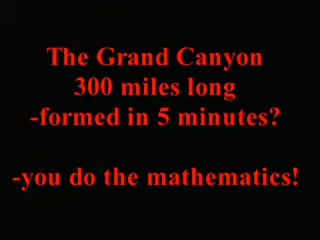 The Grand Canyon
300 miles long
-formed in 5 minutes?
-you do the mathematics!